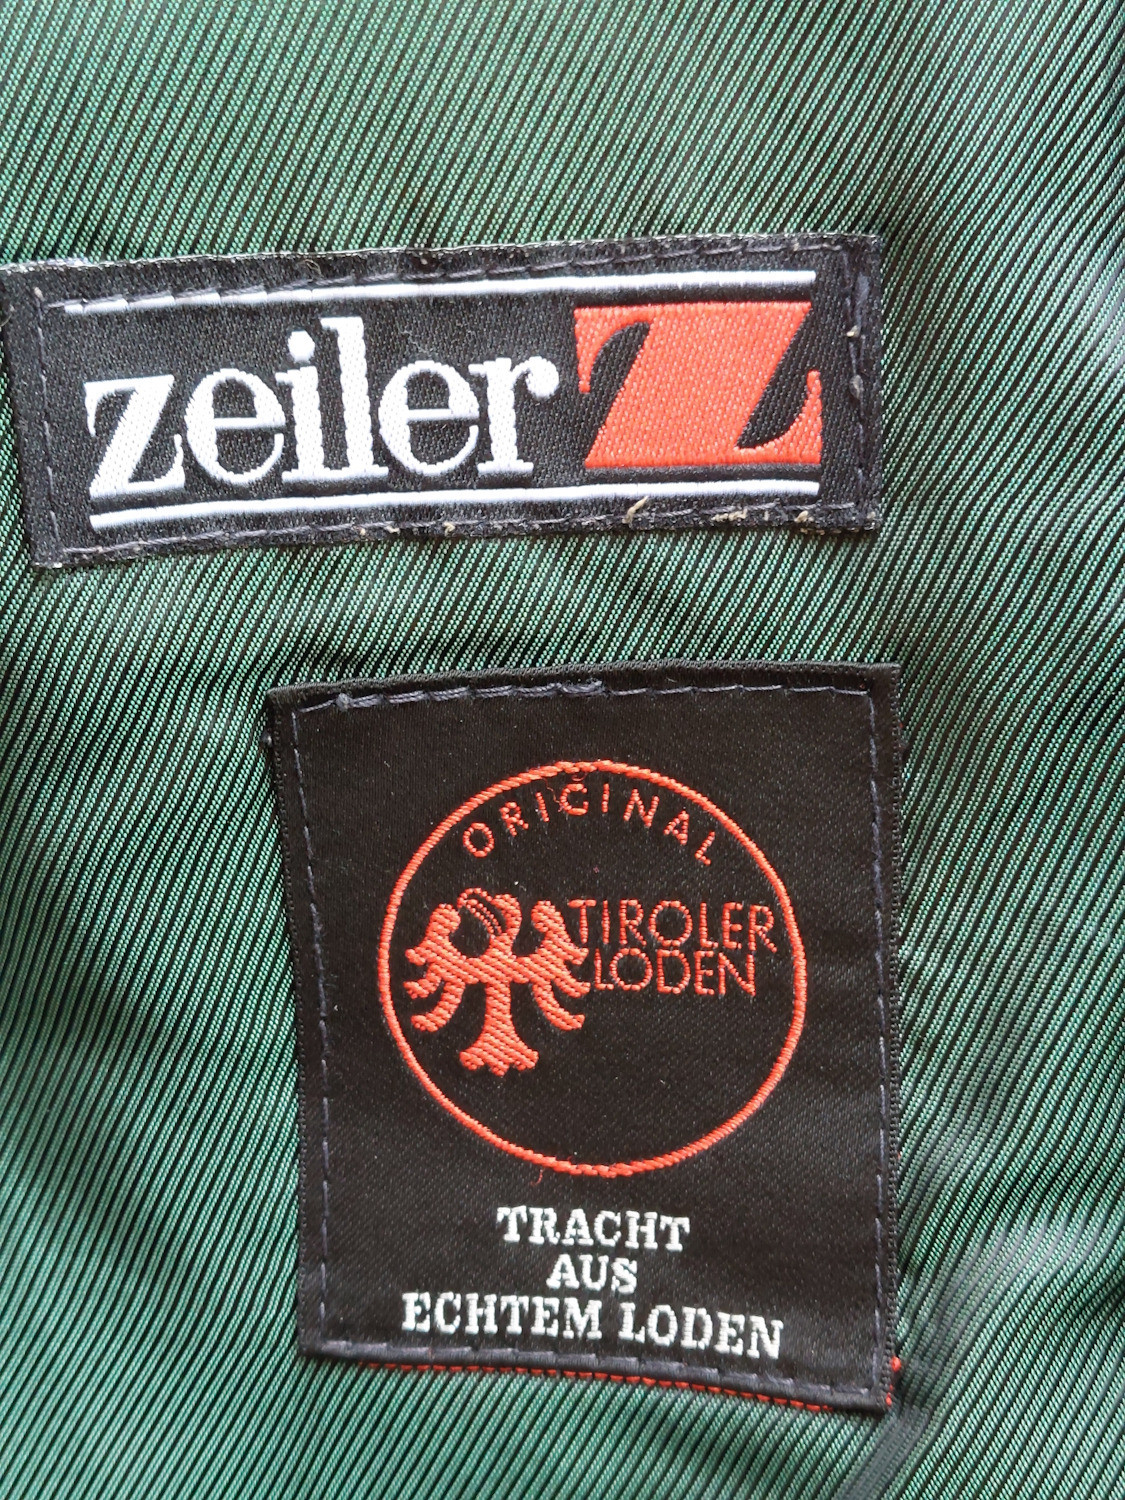 zeiler Z
ORIGINAL
TIROLER
LODEN
TRACHT
AUS
ECHTEM LODEN